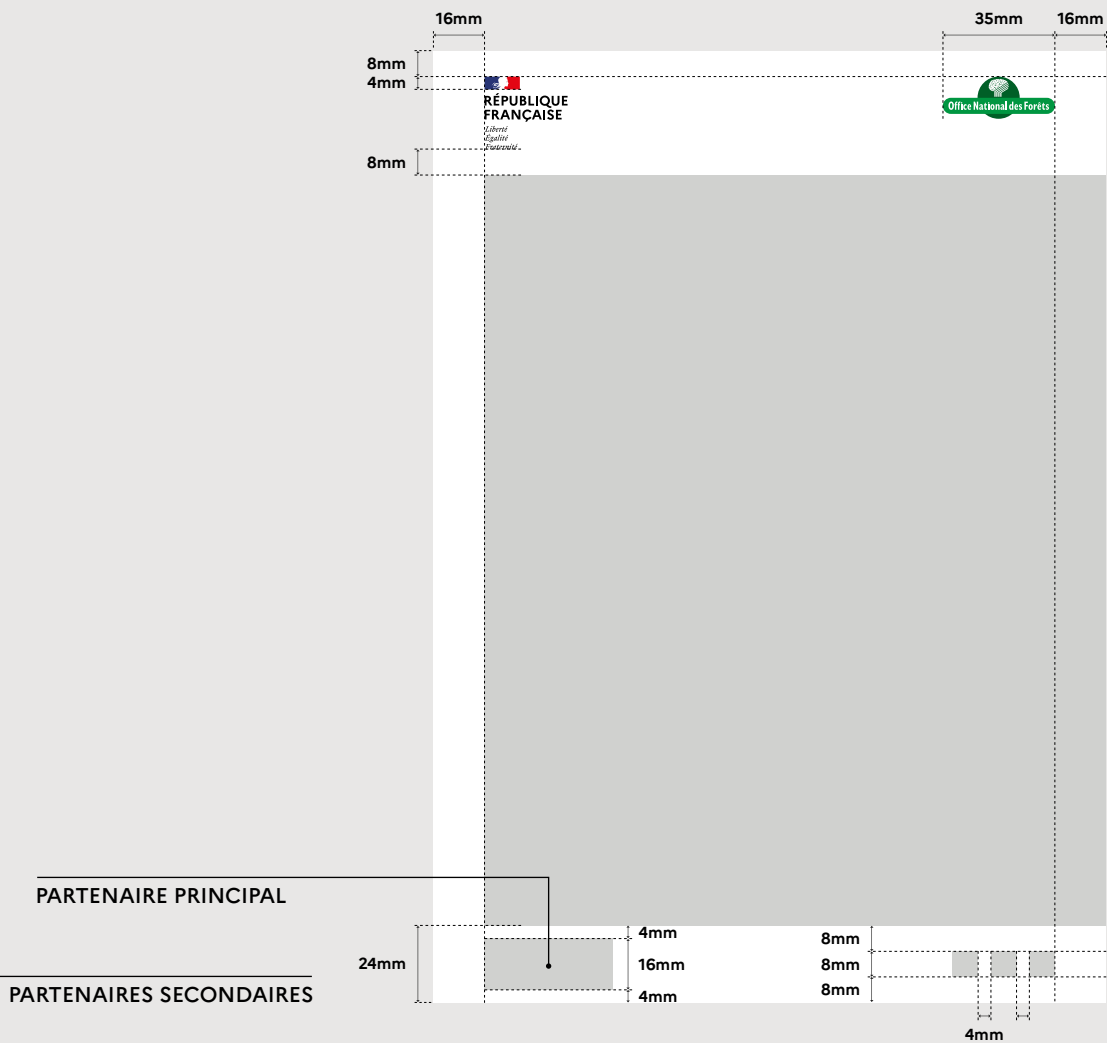 16mm
35mm
16mm
8mm
4mm
RÉPUBLIQUE
FRANÇAISE
Liberté
Égalité
Fraternité
Office National des Forêts
8mm
PARTENAIRE PRINCIPAL
24mm
4mm
16mm
4mm
8mm
8mm
8mm
PARTENAIRES SECONDAIRES
4mm